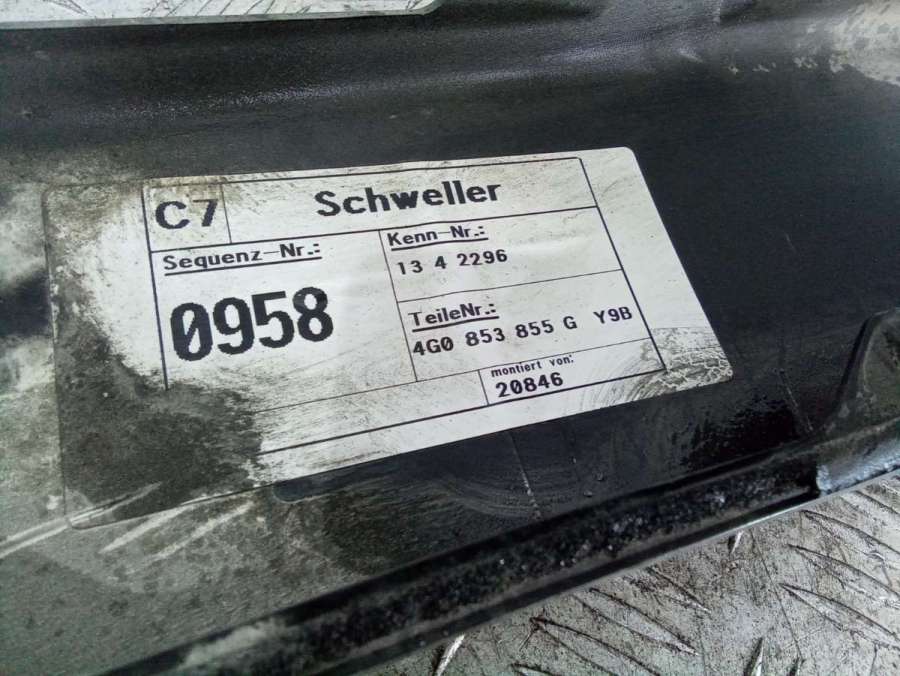 C7 Schweller
Sequenz-Nr.:
0958
Kenn-Nr.:
13 4 2296
TeileNr.:
4G0 853 855 G Y9B
montiert von:
20846